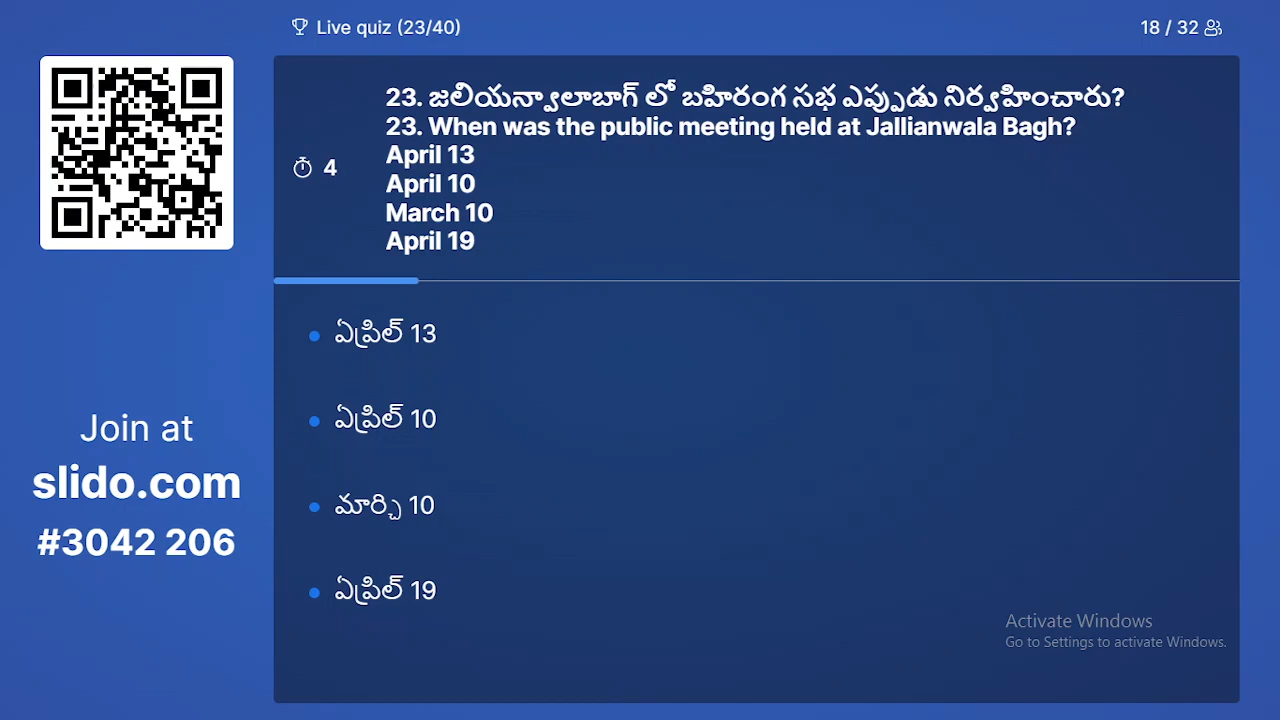 Live quiz (23/40)
18 / 32
23. జలియన్వాలాబాగ్ లో బహిరంగ సభ ఎప్పుడు నిర్వహించారు?
23. When was the public meeting held at Jallianwala Bagh?
April 13
April 10
March 10
April 19
4
ఏప్రిల్ 13
ఏప్రిల్ 10
మార్చి 10
ఏప్రిల్ 19
Join at
slido.com
#3042 206
Activate Windows
Go to Settings to activate Windows.